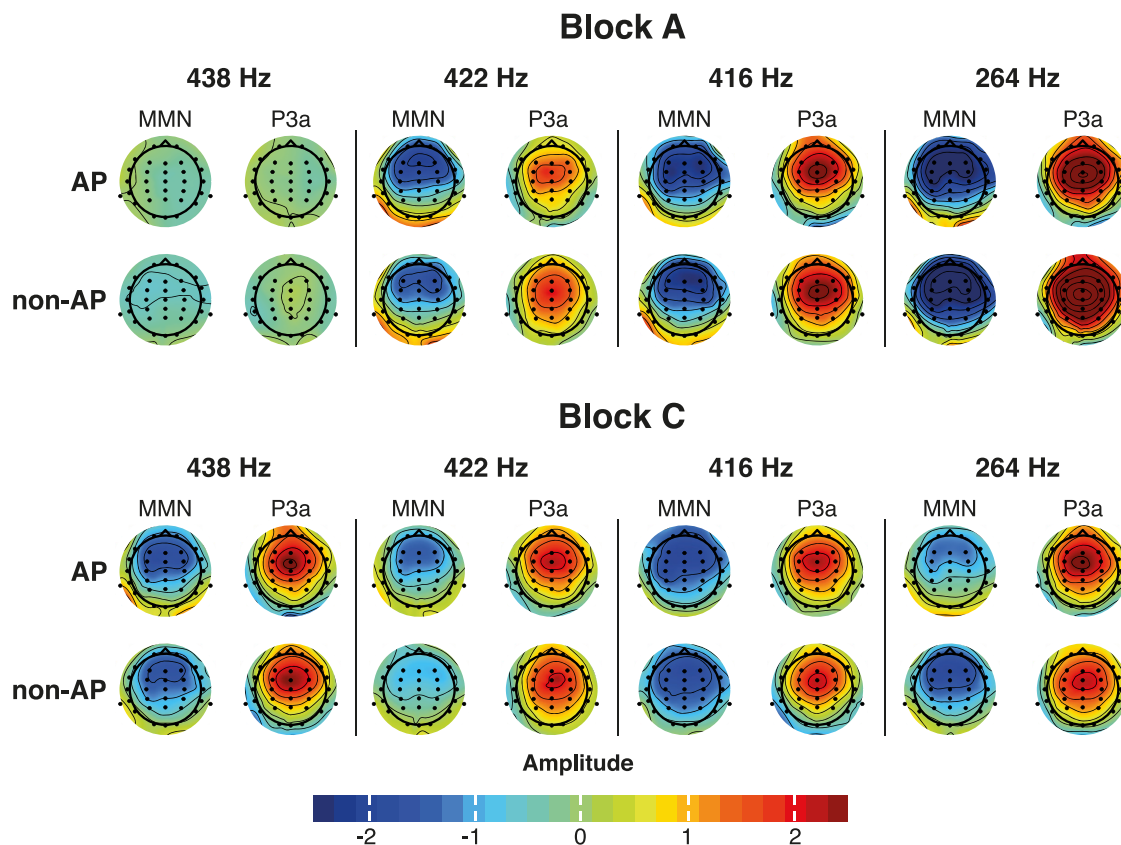 Block A
438 Hz 422 Hz 416 Hz 264 Hz
MMN P3a MMN P3a MMN P3a MMN P3a
AP
non-AP
Block C
438 Hz 422 Hz 416 Hz 264 Hz
MMN P3a MMN P3a MMN P3a MMN P3a
AP
non-AP
Amplitude
-2 -1 0 1 2